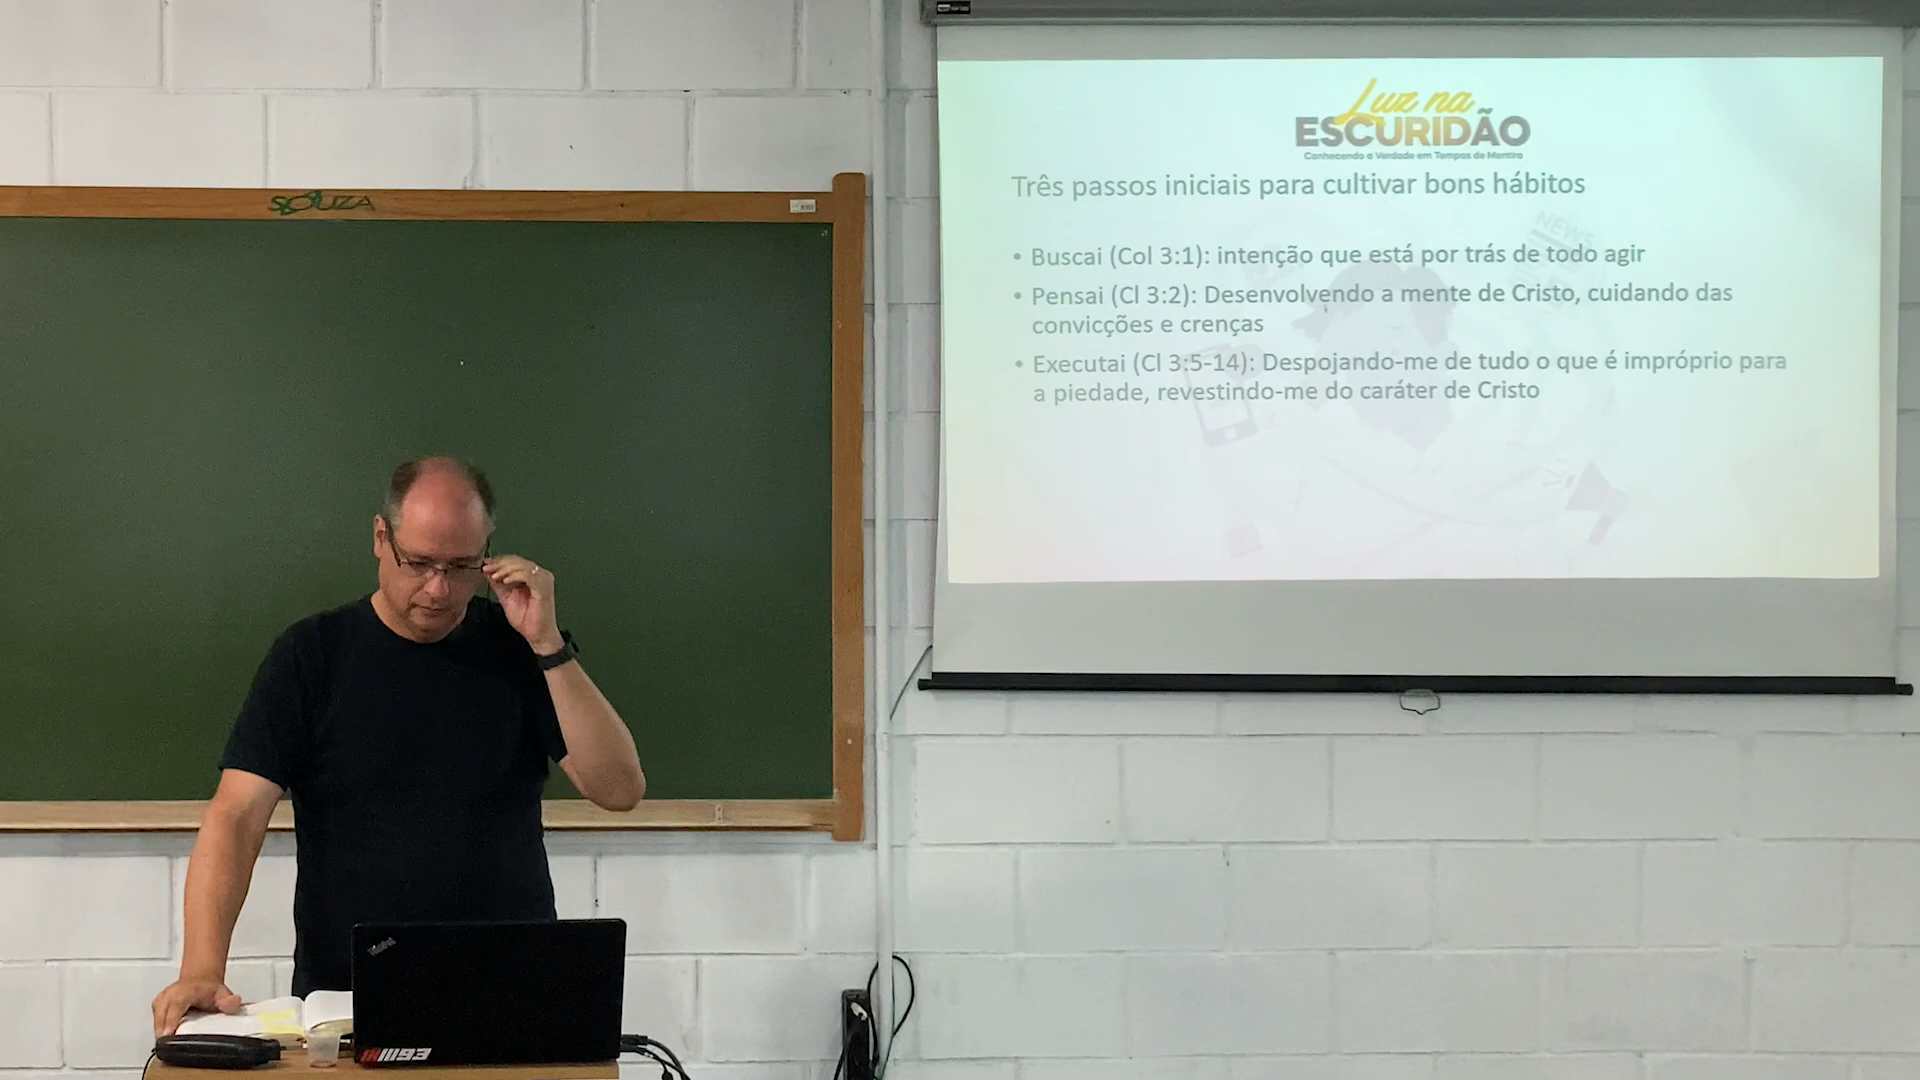 Luz na
ESCURIDÃO
Conhecendo a Verdade em Tempos de Mentira
Três passos iniciais para cultivar bons hábitos
NEWS
• Buscai (Col 3:1): intenção que está por trás de todo agir
• Pensai (Cl 3:2): Desenvolvendo a mente de Cristo, cuidando das
convicções e crenças
• Executai (Cl 3:5-14): Despojando-me de tudo o que é impróprio para
a piedade, revestindo-me do caráter de Cristo
SOUZA